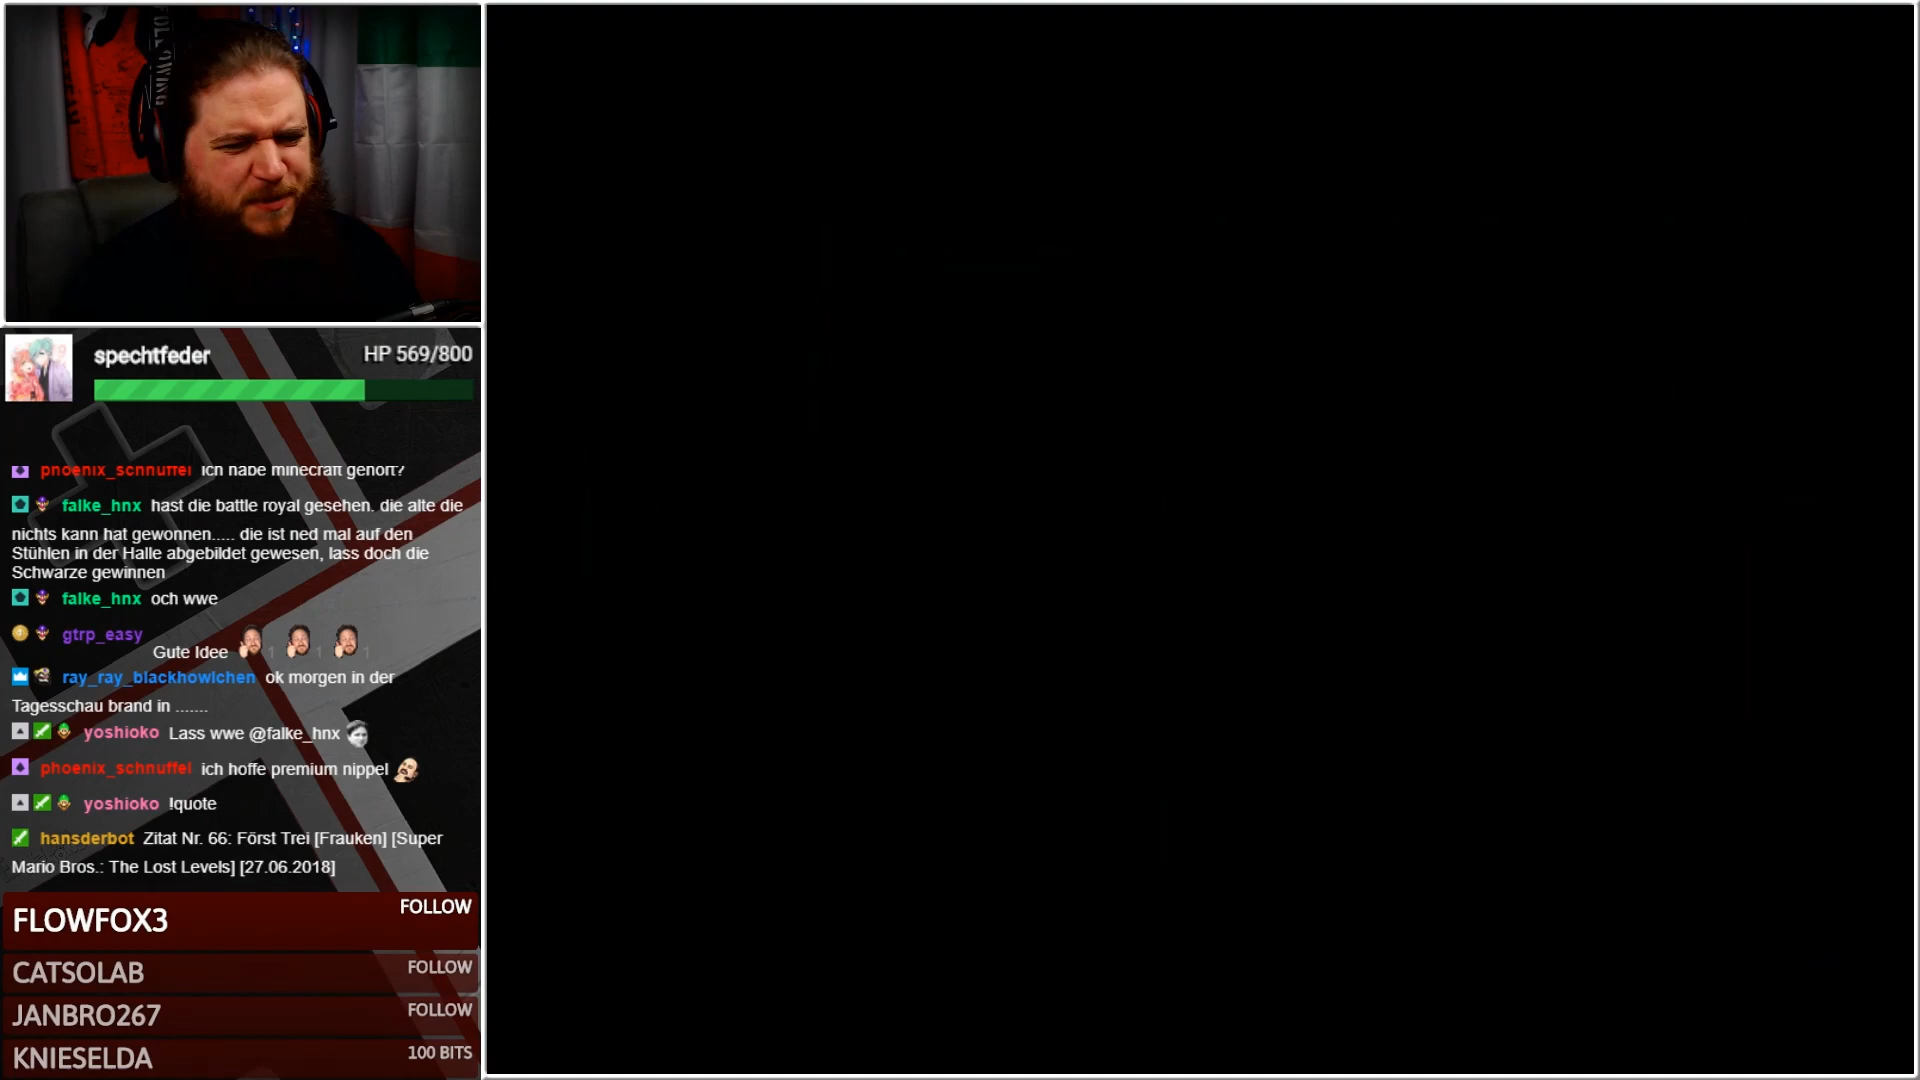 FOLLOWING
spechtfeder HP 569/800
phoenix_schnuffel ich habe minecraft gehört?
falke_hnx hast die battle royal gesehen. die alte die
nichts kann hat gewonnen..... die ist ned mal auf den
Stühlen in der Halle abgebildet gewesen, lass doch die
Schwarze gewinnen
falke_hnx och wwe
gtrp_easy
Gute Idee 1 1 1
ray_ray_blackhowlchen ok morgen in der
Tagesschau brand in .......
yoshioko Lass wwe @falke_hnx
phoenix_schnuffel ich hoffe premium nippel
yoshioko !quote
hansderbot Zitat Nr. 66: Först Trei [Frauken] [Super
Mario Bros.: The Lost Levels] [27.06.2018]
FLOWFOX3 FOLLOW
CATSOLAB FOLLOW
JANBRO267 FOLLOW
KNIESELDA 100 BITS